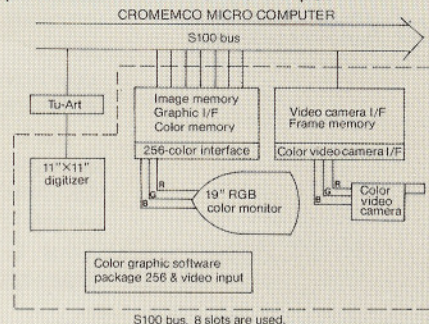 CROMEMCO MICRO COMPUTER
S100 bus
Tu-Art
11"×11"
digitizer
Image memory
Graphic I/F
Color memory
256-color interface
R
G
B
19" RGB
color monitor
Video camera I/F
Frame memory
Color video camera I/F
R
G
B
Color
video
camera
Color graphic software
package 256 & video input
S100 bus, 8 slots are used.